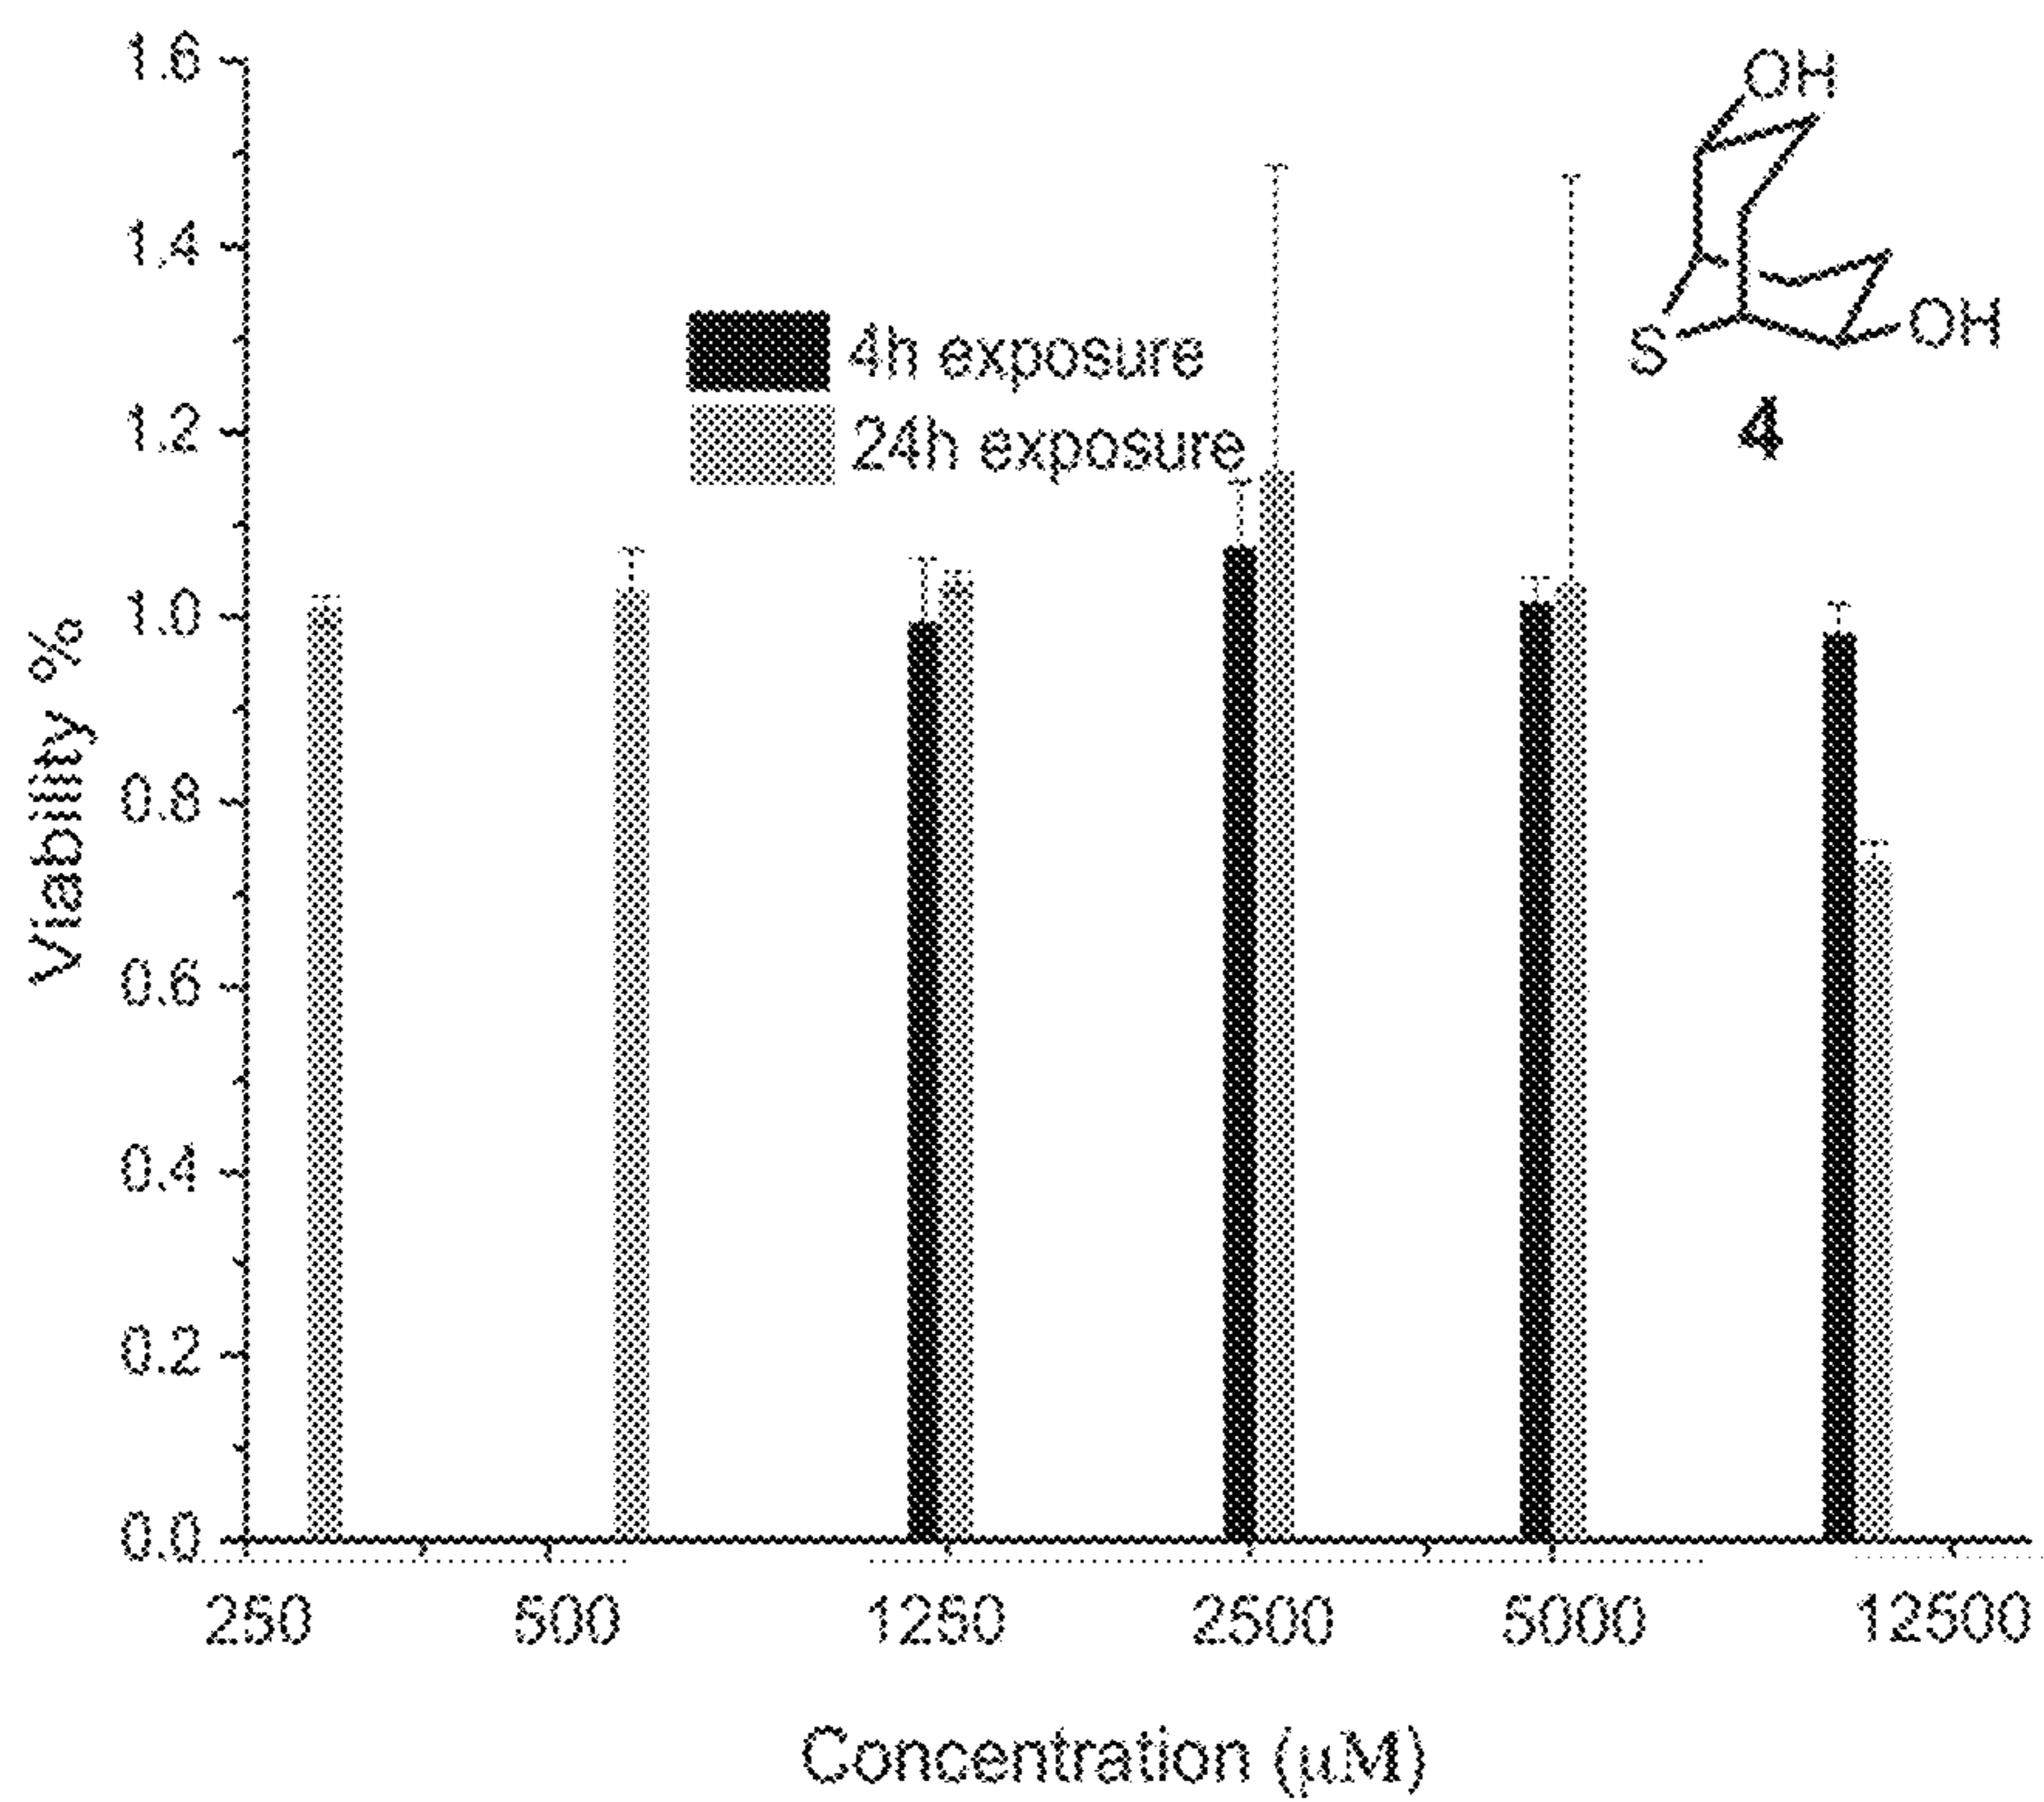 1.6
1.4
1.2
1.0
0.8
0.6
0.4
0.2
0.0
Viability %
4h exposure
24h exposure
OH
OH
S
4
250 500 1250 2500 5000 12500
Concentration (μM)